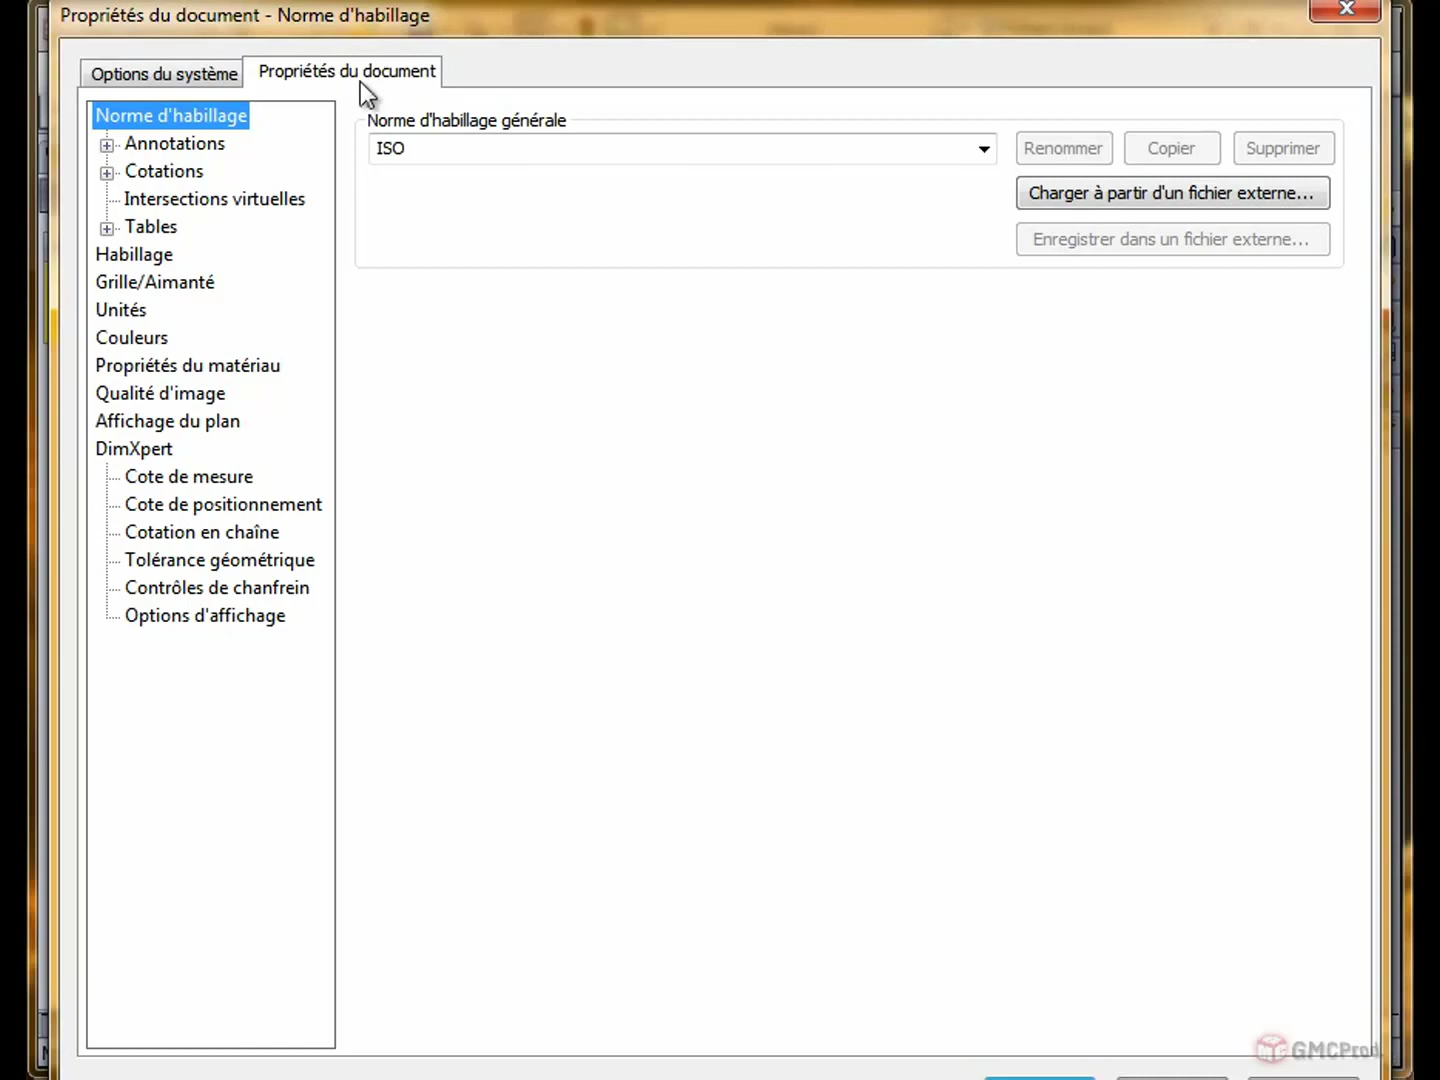 Propriétés du document - Norme d'habillage
Options du système
Propriétés du document
Norme d'habillage
Annotations
Cotations
Intersections virtuelles
Tables
Habillage
Grille/Aimanté
Unités
Couleurs
Propriétés du matériau
Qualité d'image
Affichage du plan
DimXpert
Cote de mesure
Cote de positionnement
Cotation en chaîne
Tolérance géométrique
Contrôles de chanfrein
Options d'affichage
Norme d'habillage générale
ISO
Renommer
Copier
Supprimer
Charger à partir d'un fichier externe...
Enregistrer dans un fichier externe...
GMCProd